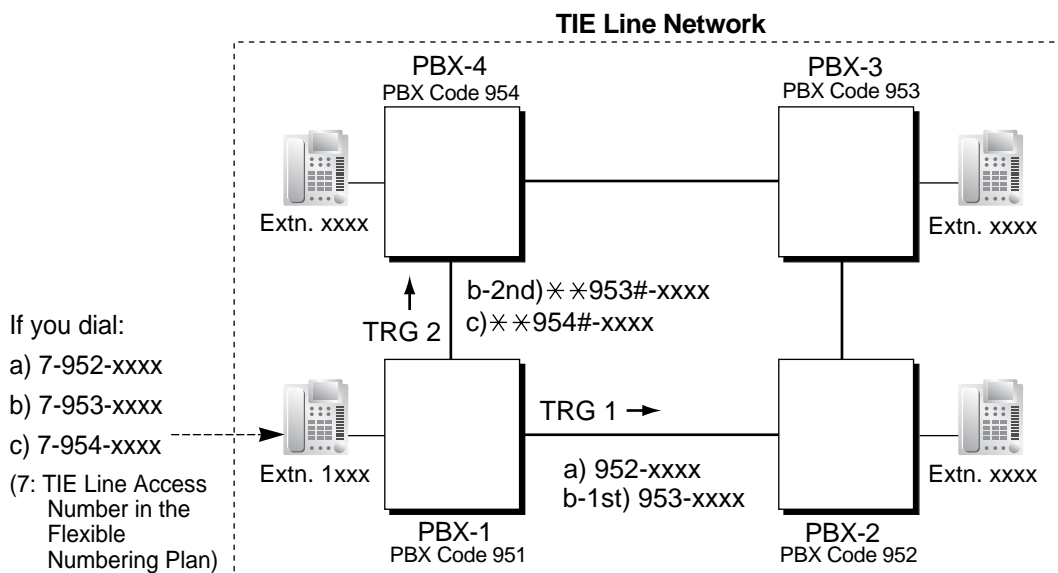 TIE Line Network
PBX-4
PBX Code 954
PBX-3
PBX Code 953
Extn. xxxx
Extn. xxxx
b-2nd)✳✳953#-xxxx
c)✳✳954#-xxxx
TRG 2
If you dial:
a) 7-952-xxxx
b) 7-953-xxxx
c) 7-954-xxxx
(7: TIE Line Access
Number in the
Flexible
Numbering Plan)
Extn. 1xxx
TRG 1
a) 952-xxxx
b-1st) 953-xxxx
Extn. xxxx
PBX-1
PBX Code 951
PBX-2
PBX Code 952